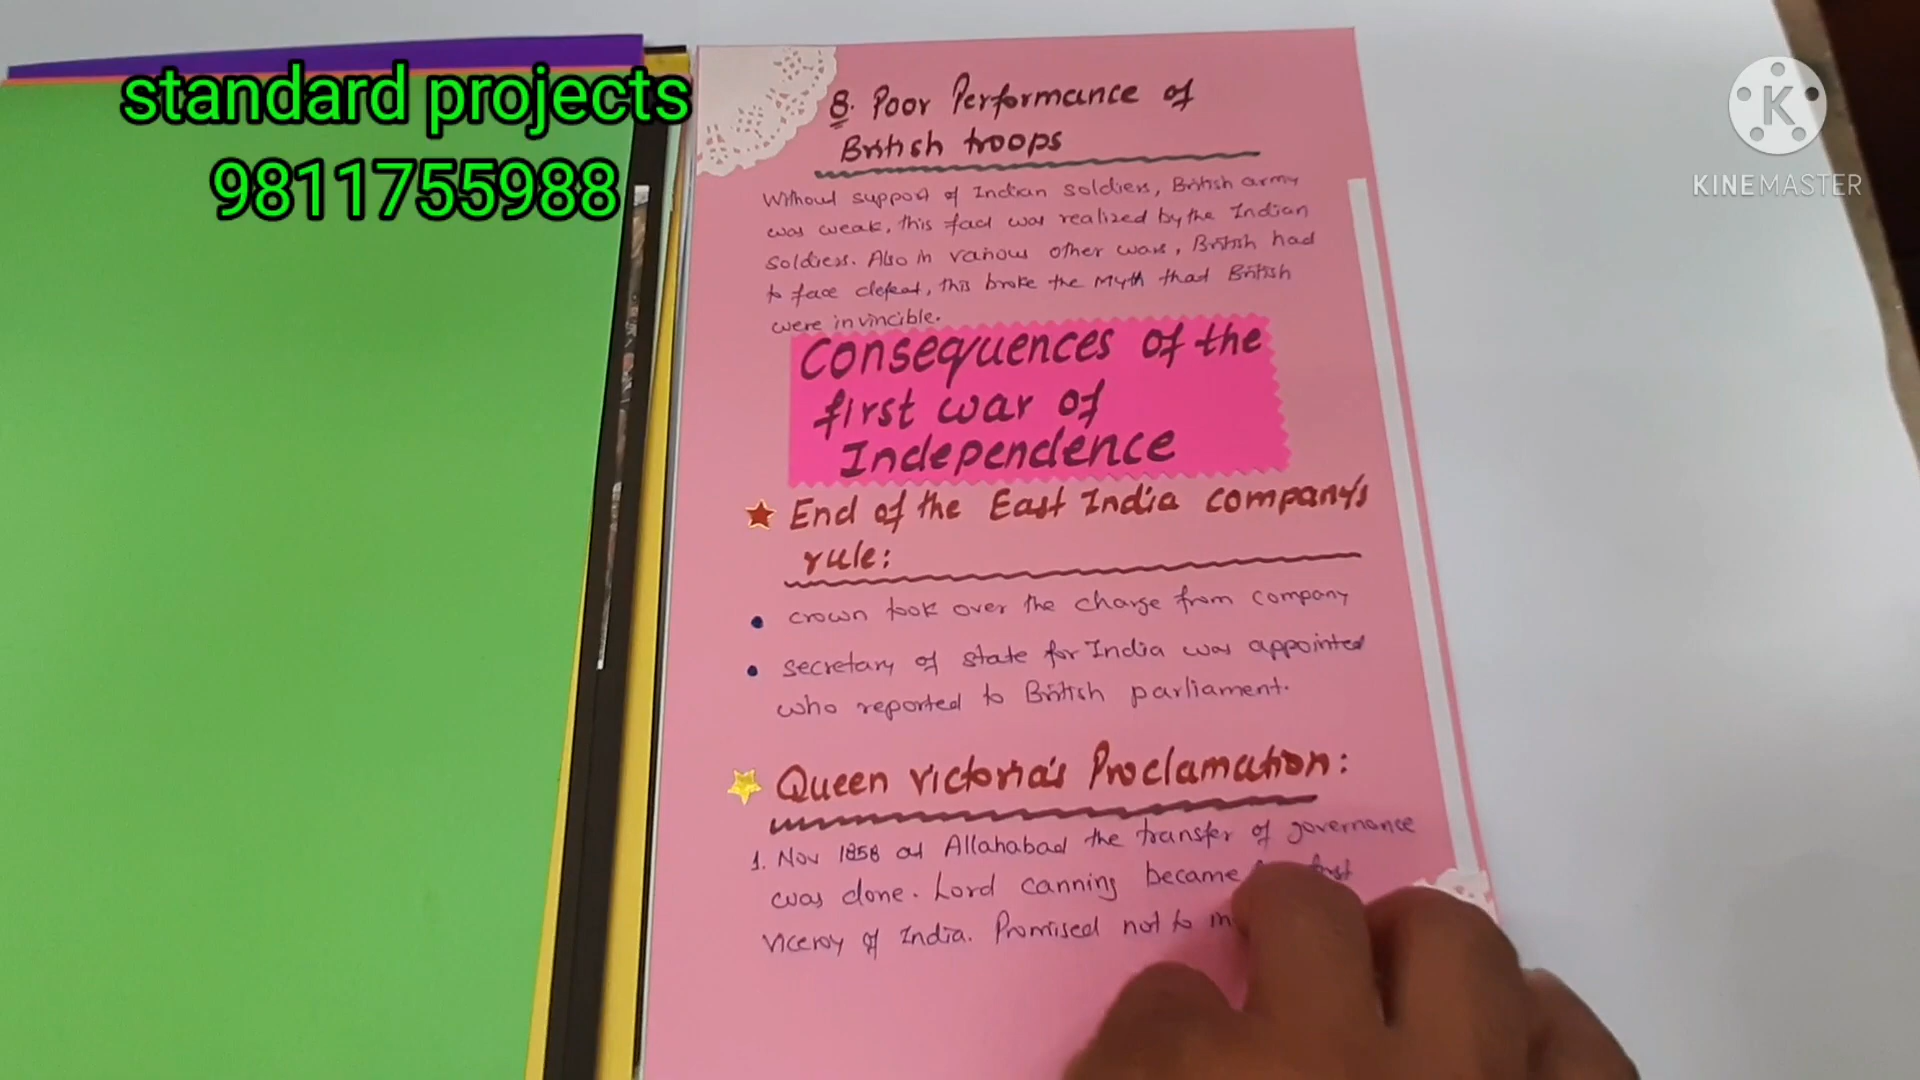 standard projects
9811755988
KINEMASTER
8. Poor Performance of
British troops
Without support of Indian soldiers, British army
was weak, this fact was realized by the Indian
soldiers. Also in various other wars, British had
to face defeat, this broke the Myth that British
were invincible.
Consequences of the
first war of
Independence
End of the East India company's
rule:
• crown took over the charge from company
• secretary of state for India was appointed
who reported to British parliament.
Queen Victoria's Proclamation:
1. Nov 1858 at Allahabad the transfer of governance
was done. Lord Canning became first
viceroy of India. Promised not to